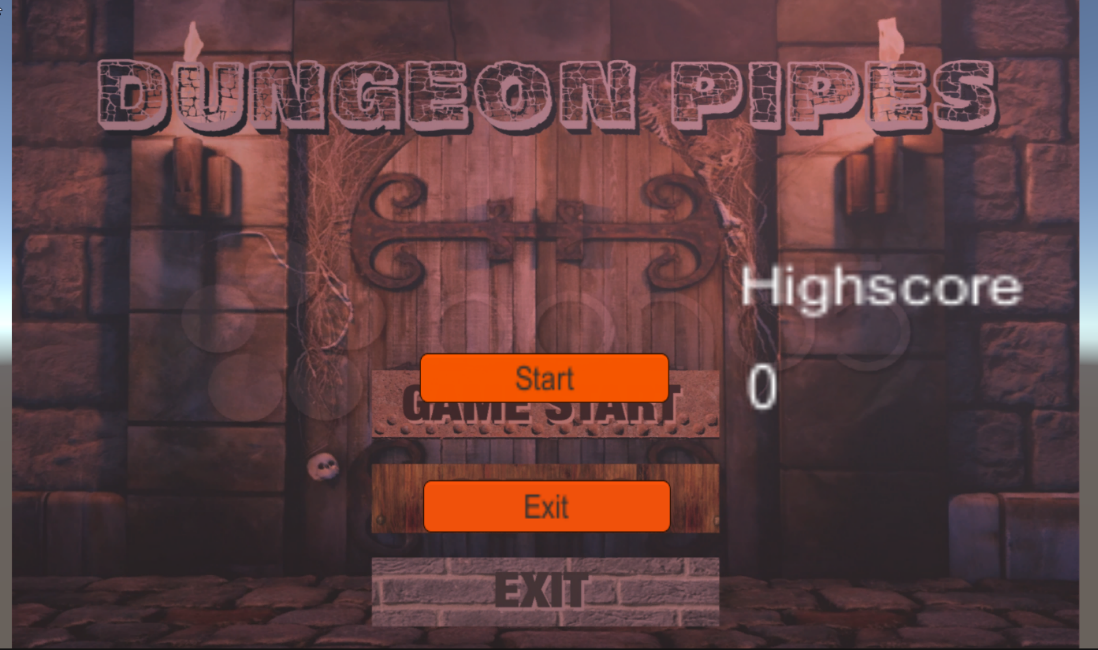 DUNGEON PIPES
Highscore
Start
0
GAME START
Exit
EXIT